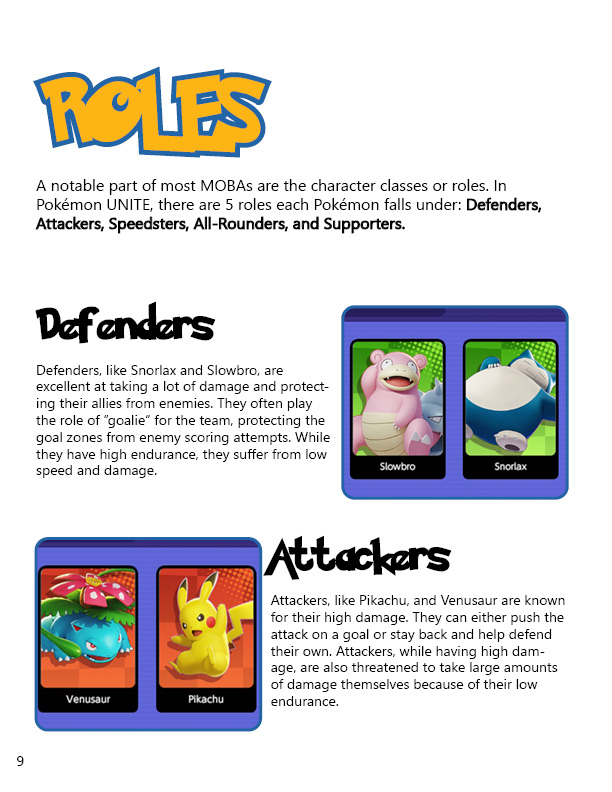 ROLES
A notable part of most MOBAs are the character classes or roles. In
Pokémon UNITE, there are 5 roles each Pokémon falls under: Defenders,
Attackers, Speedsters, All-Rounders, and Supporters.
Defenders
Defenders, like Snorlax and Slowbro, are
excellent at taking a lot of damage and protect-
ing their allies from enemies. They often play
the role of “goalie” for the team, protecting the
goal zones from enemy scoring attempts. While
they have high endurance, they suffer from low
speed and damage.
Slowbro
Snorlax
Venusaur
Pikachu
Attackers
Attackers, like Pikachu, and Venusaur are known
for their high damage. They can either push the
attack on a goal or stay back and help defend
their own. Attackers, while having high dam-
age, are also threatened to take large amounts
of damage themselves because of their low
endurance.
9